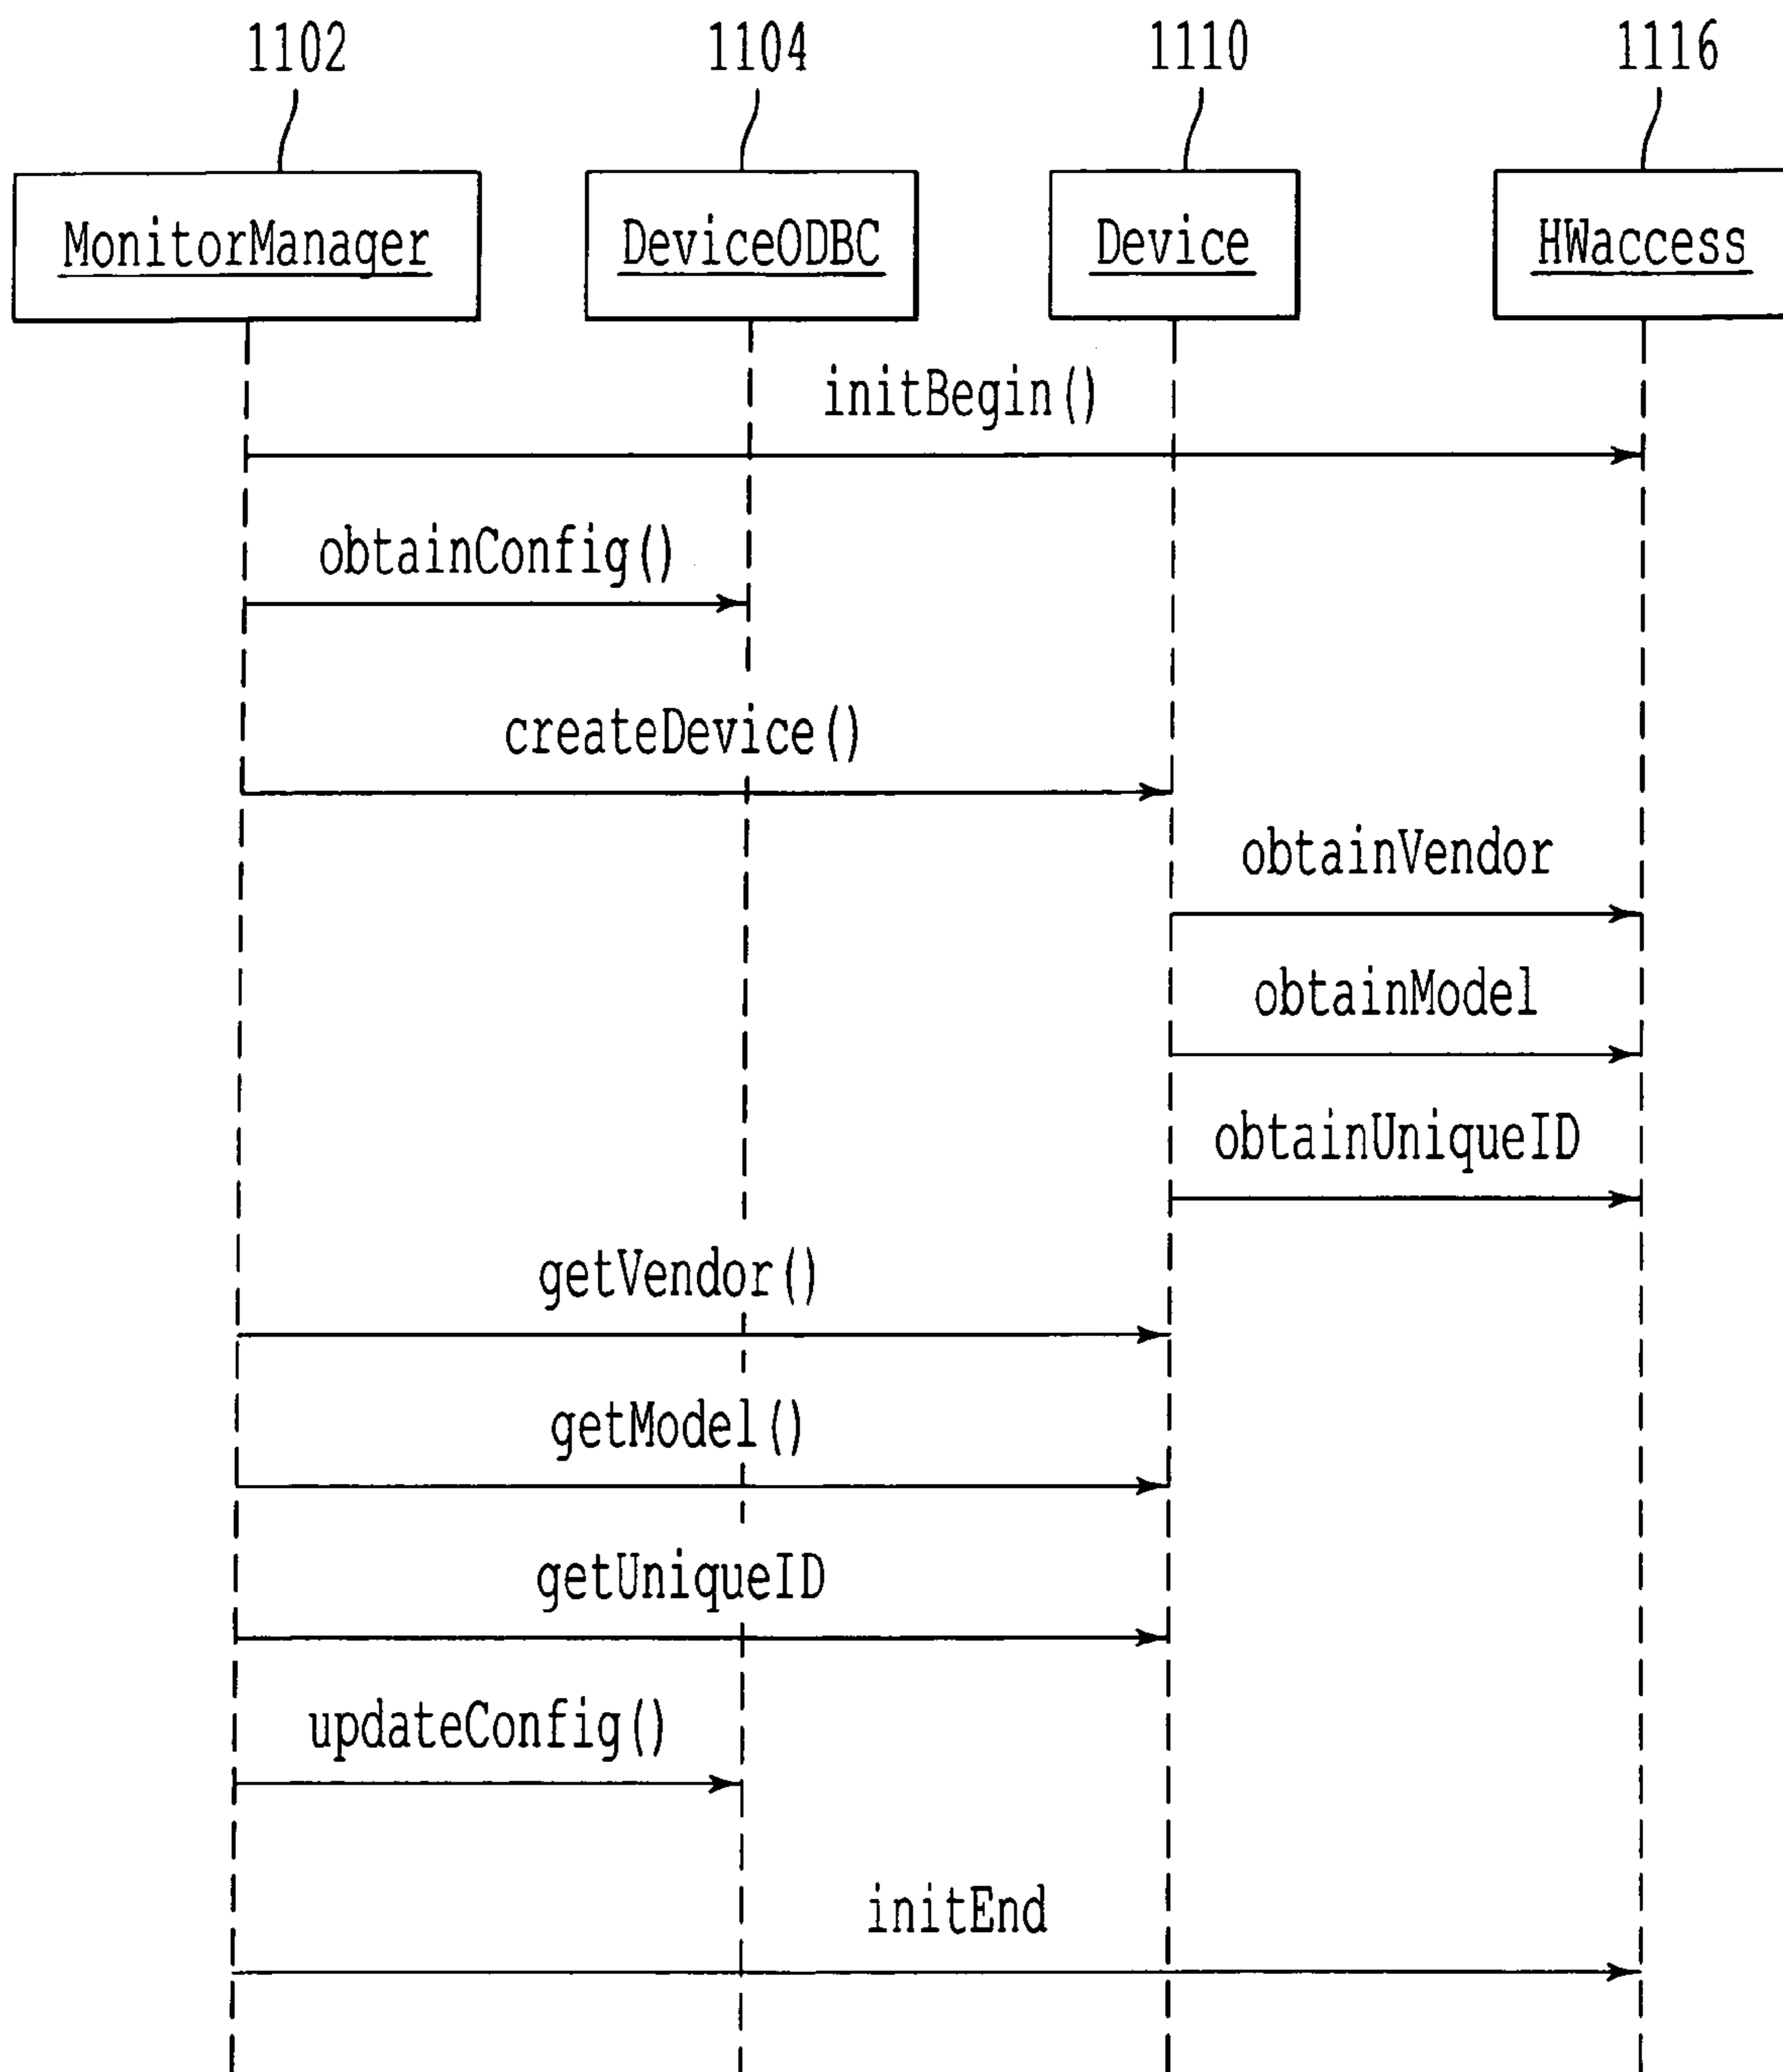 1102 1104 1110 1116
MonitorManager DeviceODBC Device HWaccess
initBegin()
obtainConfig()
createDevice()
obtainVendor
obtainModel
obtainUniqueID
getVendor()
getModel()
getUniqueID
updateConfig()
initEnd